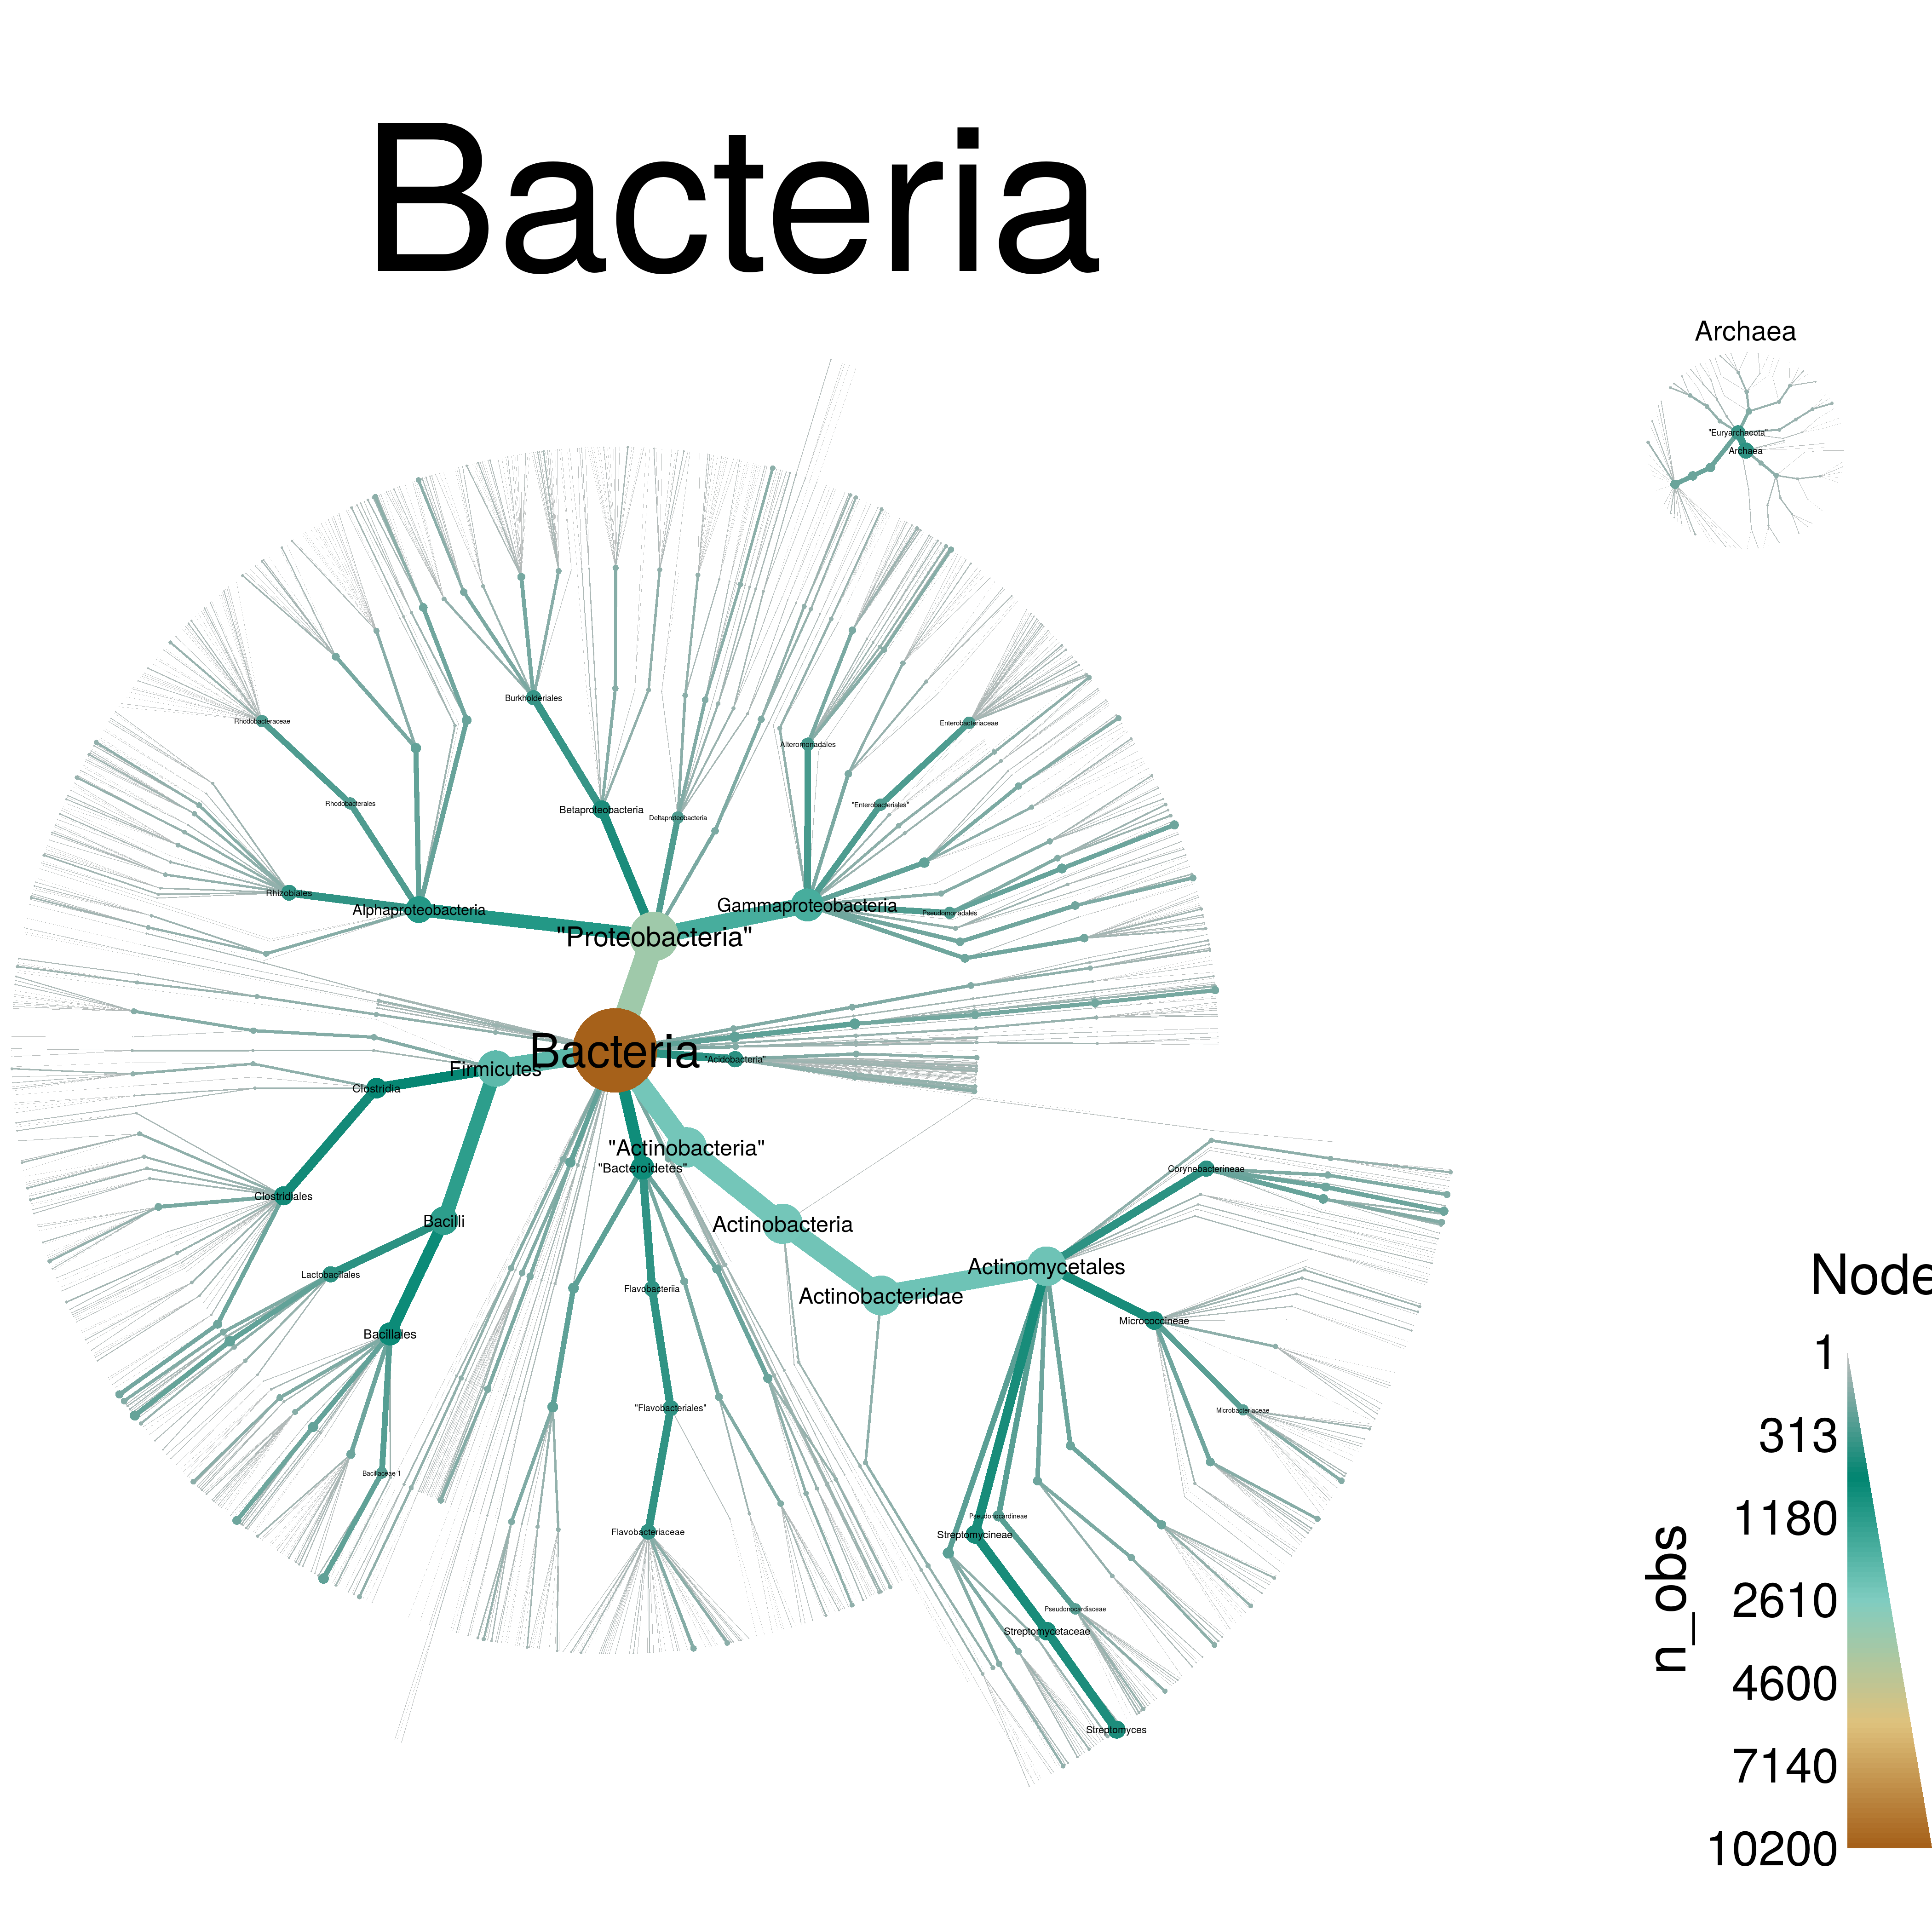 Bacteria
Archaea
"Euryarchaeota"
Archaea
Burkholderiales
Rhodobacteraceae
Enterobacteriaceae
Alteromonadales
Rhodobacterales
"Enterobacteriales"
Betaproteobacteria
Deltaproteobacteria
Rhizobiales
Alphaproteobacteria
Gammaproteobacteria
Pseudomonadales
"Proteobacteria"
Bacteria
"Acidobacteria"
Firmicutes
Clostridia
"Actinobacteria"
"Bacteroidetes"
Corynebacterineae
Clostridiales
Bacilli
Actinobacteria
Actinomycetales
Lactobacillales
Flavobacteriia
Actinobacteridae
Micrococcineae
Bacillales
"Flavobacteriales"
Microbacteriaceae
Bacillaceae 1
Pseudonocardineae
Flavobacteriaceae
Streptomycineae
Pseudonocardiaceae
Streptomycetaceae
Streptomyces
Node
n_obs
1
313
1180
2610
4600
7140
10200